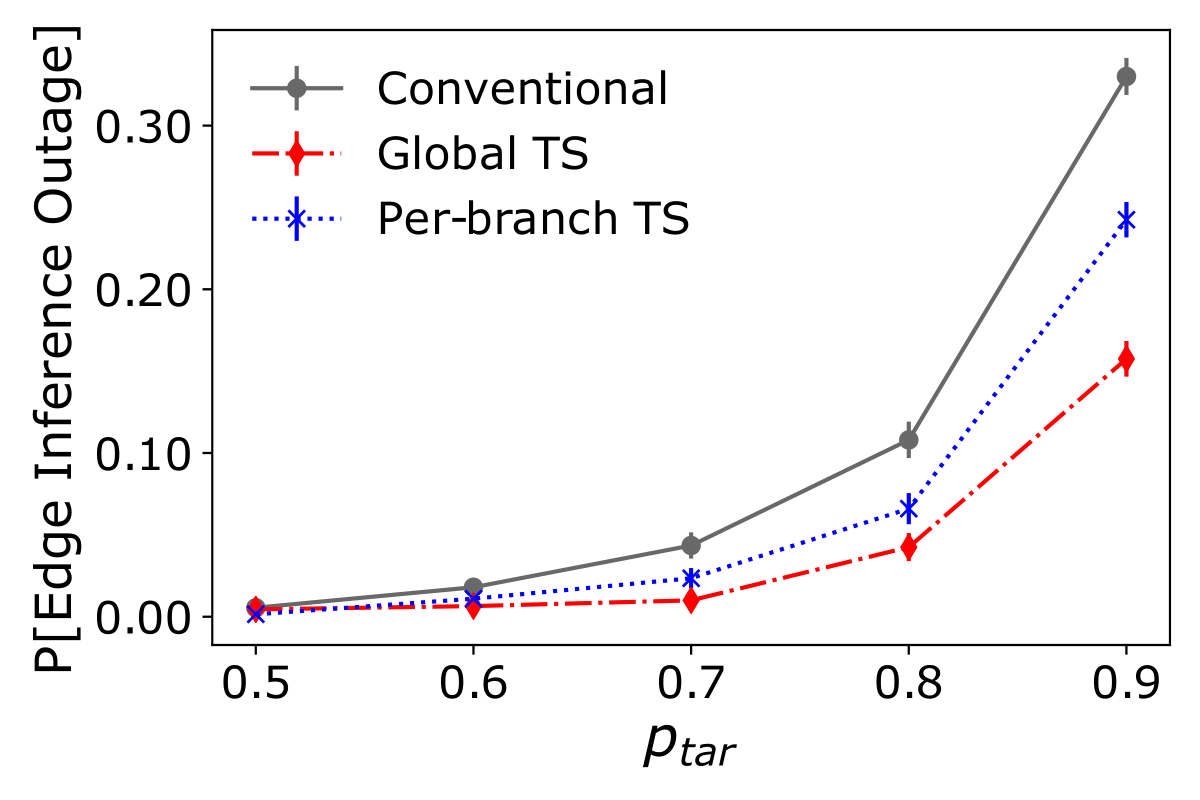 P[Edge Inference Outage]
Conventional
Global TS
Per-branch TS
0.30
0.20
0.10
0.00
0.5 0.6 0.7 0.8 0.9
p_tar